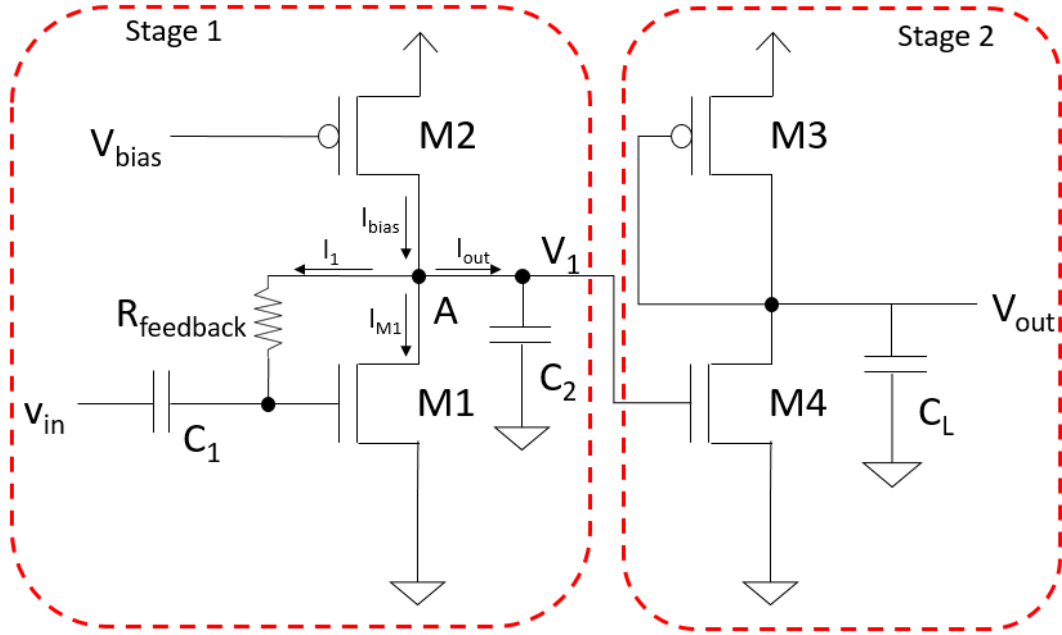 Stage 1
Stage 2
M2
M3
V_bias
I_bias
I_1
I_out
V_1
R_feedback
I_M1
A
V_out
C_2
M1
M4
v_in
C_1
C_L